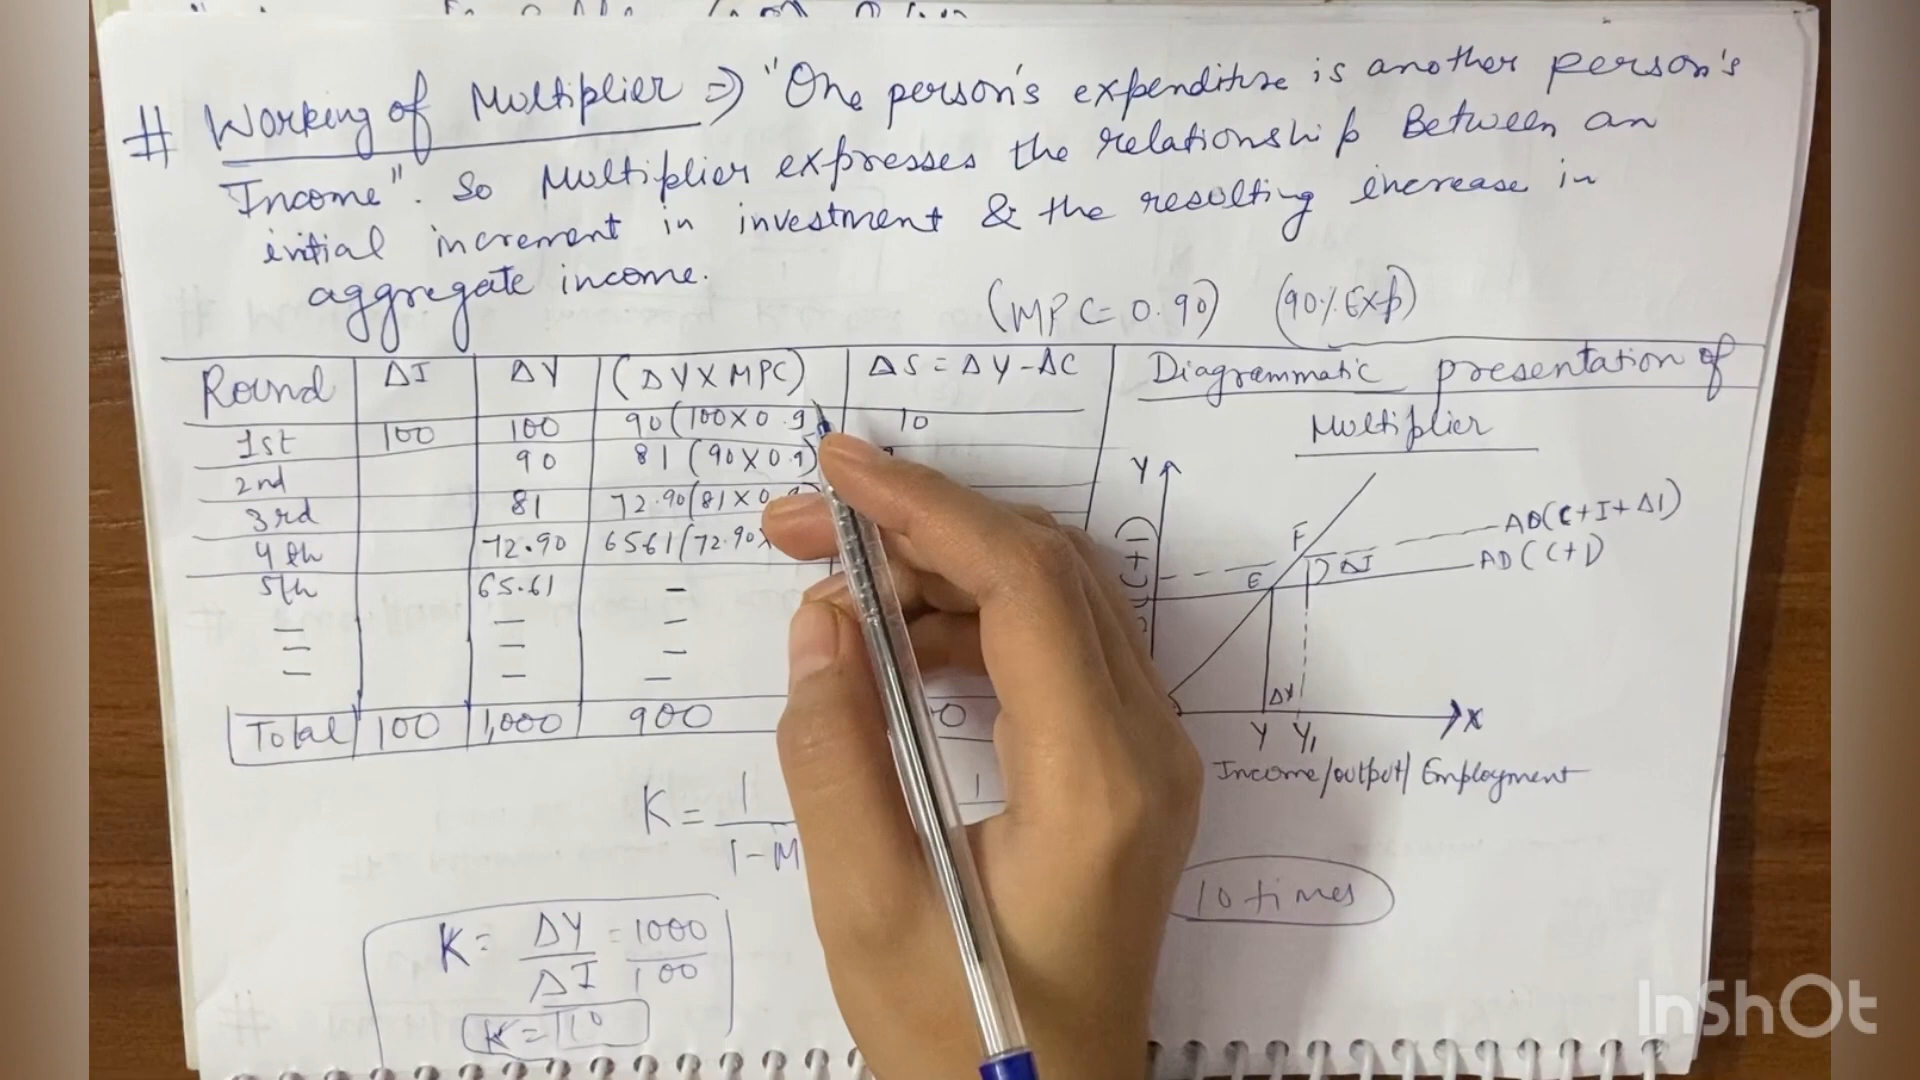 # Working of Multiplier => "One person's expenditure is another person's
Income". So Multiplier expresses the relationship Between an
initial increment in investment & the resulting increase in
aggregate income.
(MPC = 0.90) (90% Exp)
Round ΔI ΔY (ΔY X MPC) ΔS = ΔY - ΔC
1st 100 100 90 (100 X 0.9 10
2nd 90 81 (90 X 0.9)
3rd 81 72.90 (81 X 0.9)
4th 72.90 6561 (72.90 X
5th 65.61 -
- - -
- - -
- - -
Total 100 1,000 900
K = 1
1 - M
1
K = ΔY = 1000
ΔI 100
K = 10
10 times
Diagrammatic presentation of
Multiplier
Y
AD (C+I+ΔI)
F
AD (C+I)
E
ΔI
ΔY
X
Y Y1
Income/output/Employment
InShOt